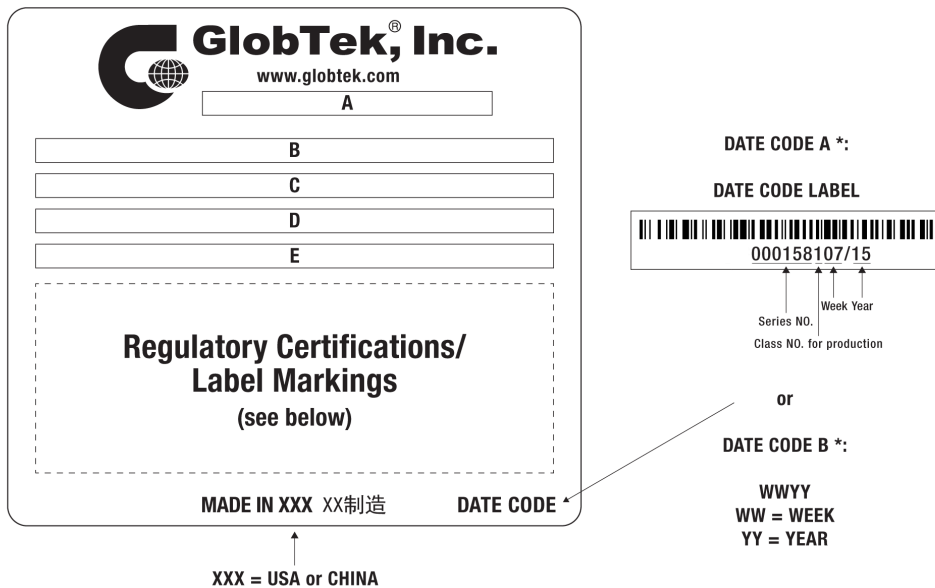 GlobTek,® Inc.
www.globtek.com
A
B
C
D
E
Regulatory Certifications/
Label Markings
(see below)
MADE IN XXX XX制造 DATE CODE
XXX = USA or CHINA
DATE CODE A *:
DATE CODE LABEL
000158107/15
Week Year
Series NO.
Class NO. for production
or
DATE CODE B *:
WWYY
WW = WEEK
YY = YEAR